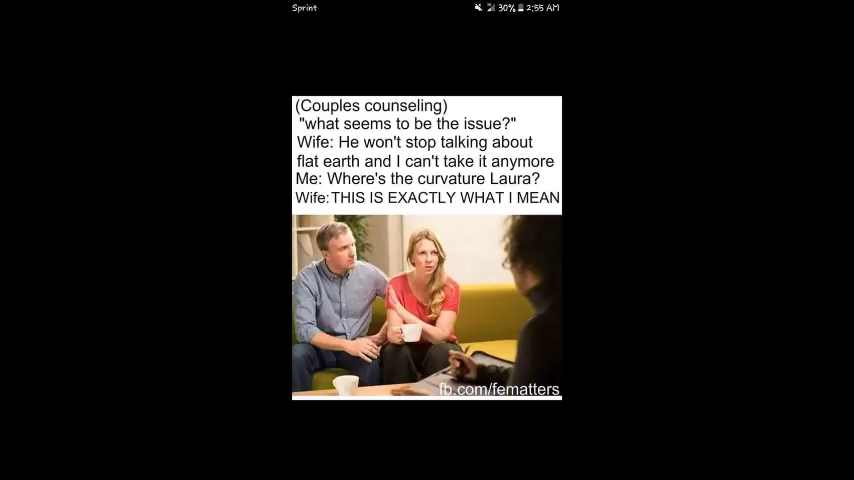 Sprint
30% 2:55 AM
(Couples counseling)
"what seems to be the issue?"
Wife: He won't stop talking about
flat earth and I can't take it anymore
Me: Where's the curvature Laura?
Wife: THIS IS EXACTLY WHAT I MEAN
fb.com/fematters